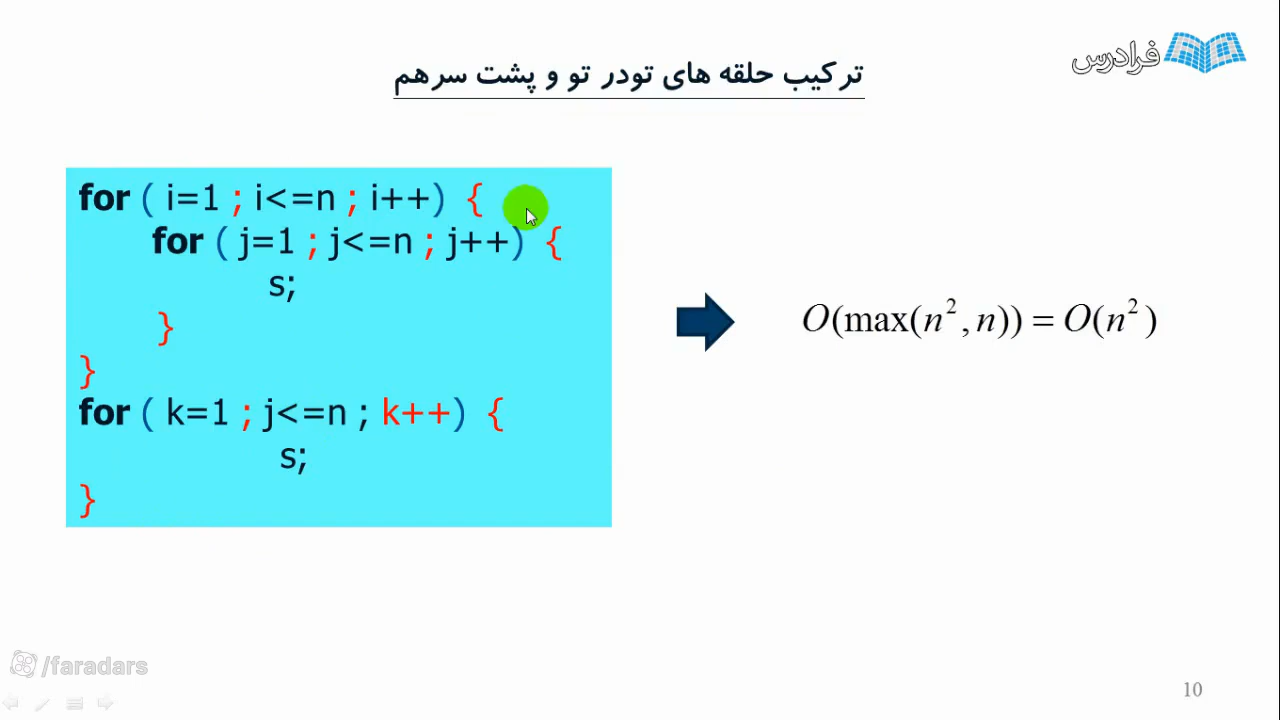 فرادرس
ترکیب حلقه های تودر تو و پشت سرهم
for ( i=1 ; i<=n ; i++) {
for ( j=1 ; j<=n ; j++) {
s;
}
}
for ( k=1 ; j<=n ; k++) {
s;
}
O(max(n², n)) = O(n²)
/faradars
10